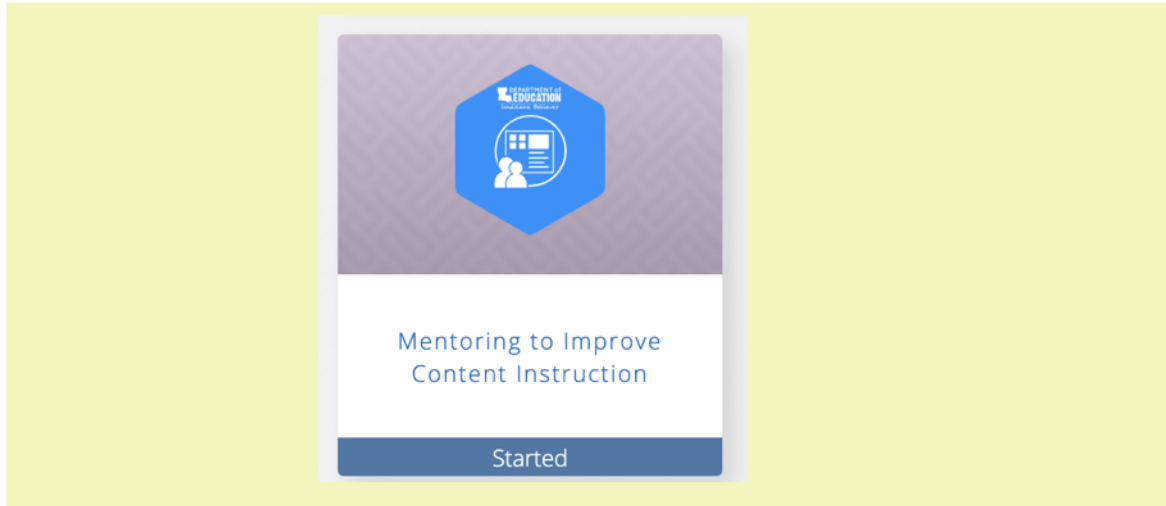 DEPARTMENT of
EDUCATION
Louisiana Believes
Mentoring to Improve
Content Instruction
Started